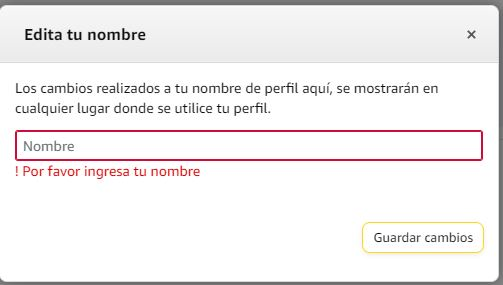 Edita tu nombre
Los cambios realizados a tu nombre de perfil aquí, se mostrarán en
cualquier lugar donde se utilice tu perfil.
Nombre
! Por favor ingresa tu nombre
Guardar cambios